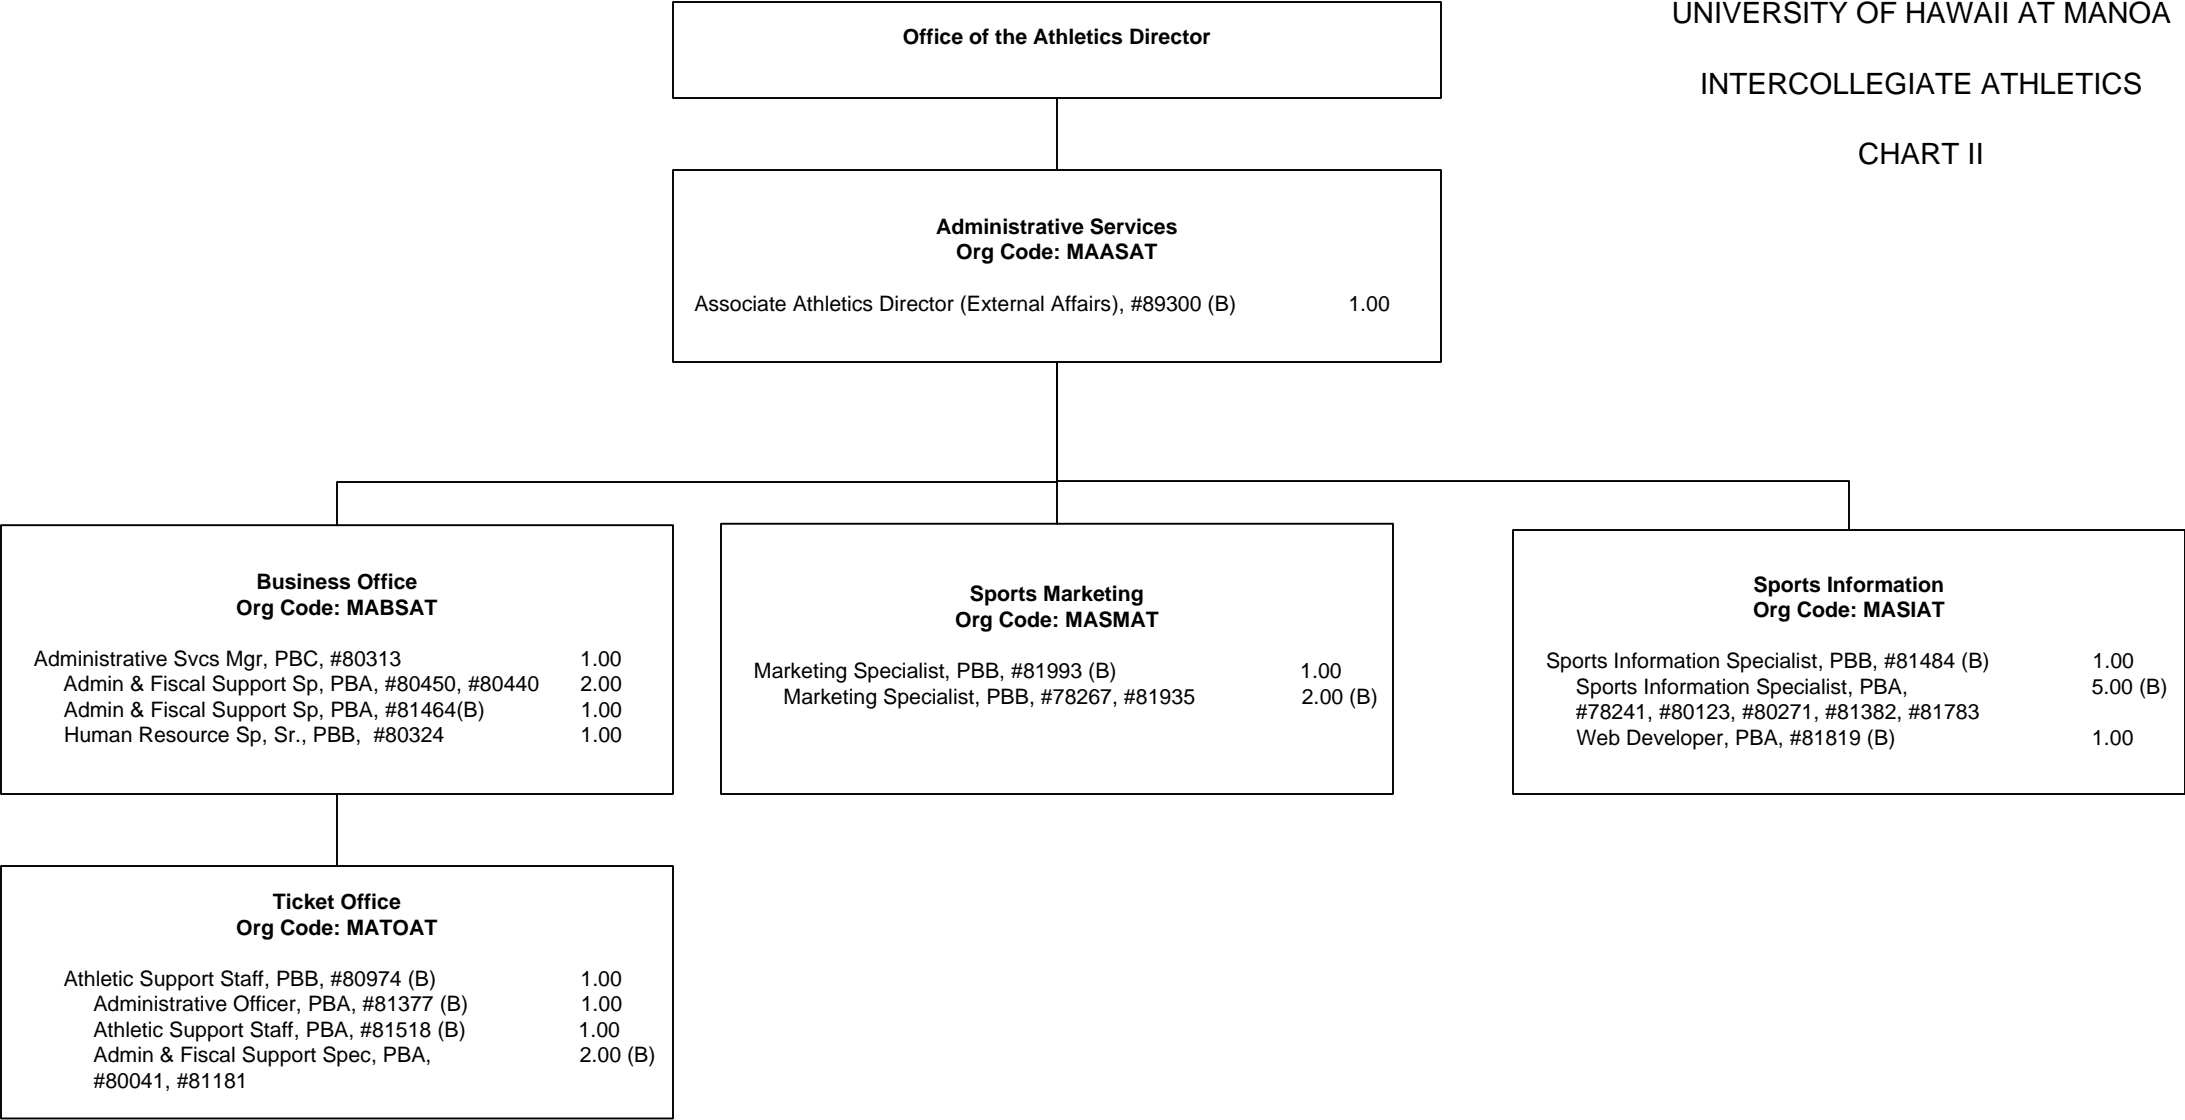 UNIVERSITY OF HAWAII AT MANOA
INTERCOLLEGIATE ATHLETICS
CHART II
Office of the Athletics Director
Administrative Services
Org Code: MAASAT
Associate Athletics Director (External Affairs), #89300 (B) 1.00
Business Office
Org Code: MABSAT
Administrative Svcs Mgr, PBC, #80313 1.00
Admin & Fiscal Support Sp, PBA, #80450, #80440 2.00
Admin & Fiscal Support Sp, PBA, #81464(B) 1.00
Human Resource Sp, Sr., PBB, #80324 1.00
Sports Marketing
Org Code: MASMAT
Marketing Specialist, PBB, #81993 (B) 1.00
Marketing Specialist, PBB, #78267, #81935 2.00 (B)
Sports Information
Org Code: MASIAT
Sports Information Specialist, PBB, #81484 (B) 1.00
Sports Information Specialist, PBA, 5.00 (B)
#78241, #80123, #80271, #81382, #81783
Web Developer, PBA, #81819 (B) 1.00
Ticket Office
Org Code: MATOAT
Athletic Support Staff, PBB, #80974 (B) 1.00
Administrative Officer, PBA, #81377 (B) 1.00
Athletic Support Staff, PBA, #81518 (B) 1.00
Admin & Fiscal Support Spec, PBA, 2.00 (B)
#80041, #81181